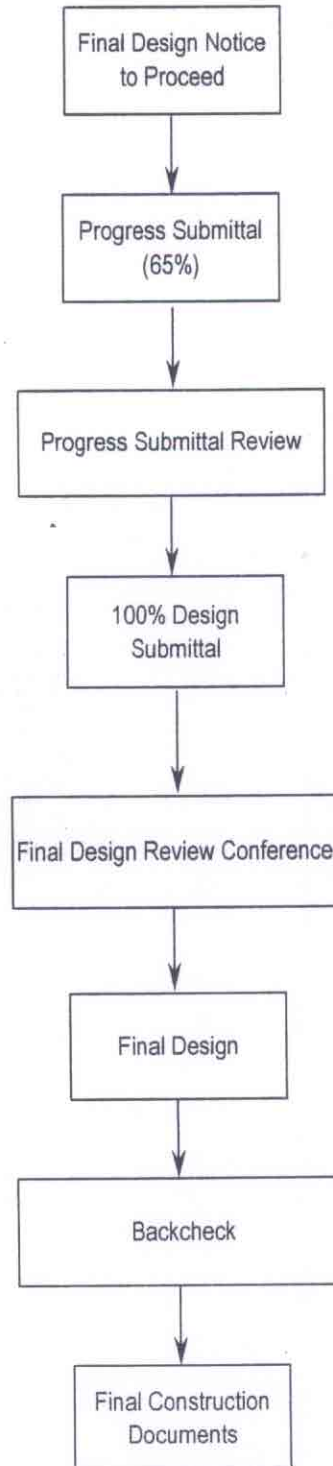 Final Design Notice
to Proceed
Progress Submittal
(65%)
Progress Submittal Review
100% Design
Submittal
Final Design Review Conference
Final Design
Backcheck
Final Construction
Documents